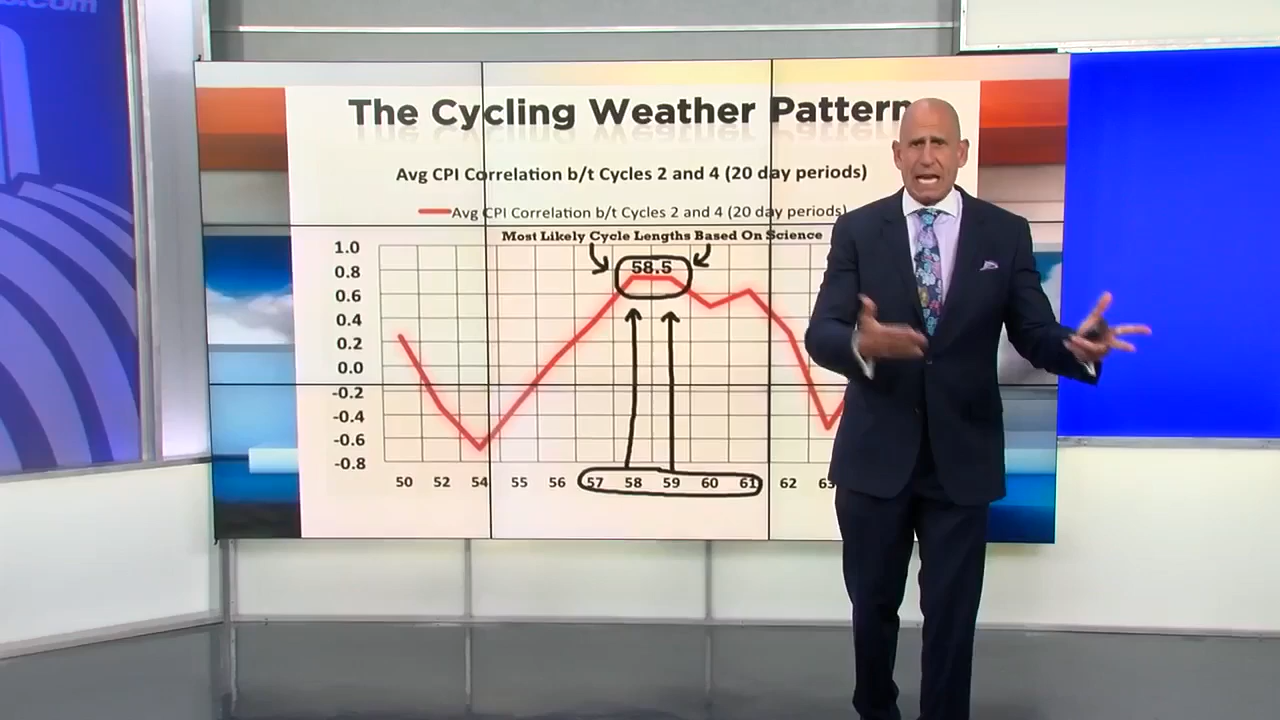 .com
The Cycling Weather Pattern
Avg CPI Correlation b/t Cycles 2 and 4 (20 day periods)
Avg CPI Correlation b/t Cycles 2 and 4 (20 day periods)
Most Likely Cycle Lengths Based On Science
58.5
1.0
0.8
0.6
0.4
0.2
0.0
-0.2
-0.4
-0.6
-0.8
50 52 54 55 56 57 58 59 60 61 62 63